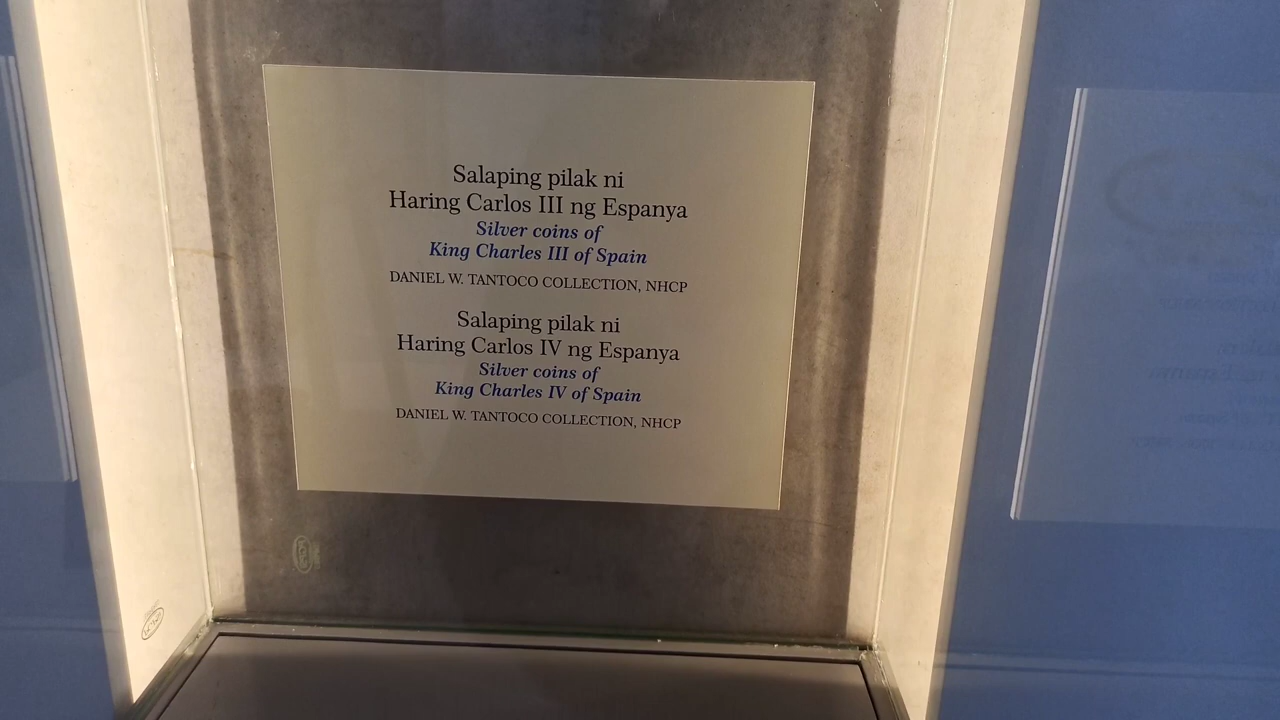 Salaping pilak ni
Haring Carlos III ng Espanya
Silver coins of
King Charles III of Spain
DANIEL W. TANTOCO COLLECTION, NHCP
Salaping pilak ni
Haring Carlos IV ng Espanya
Silver coins of
King Charles IV of Spain
DANIEL W. TANTOCO COLLECTION, NHCP